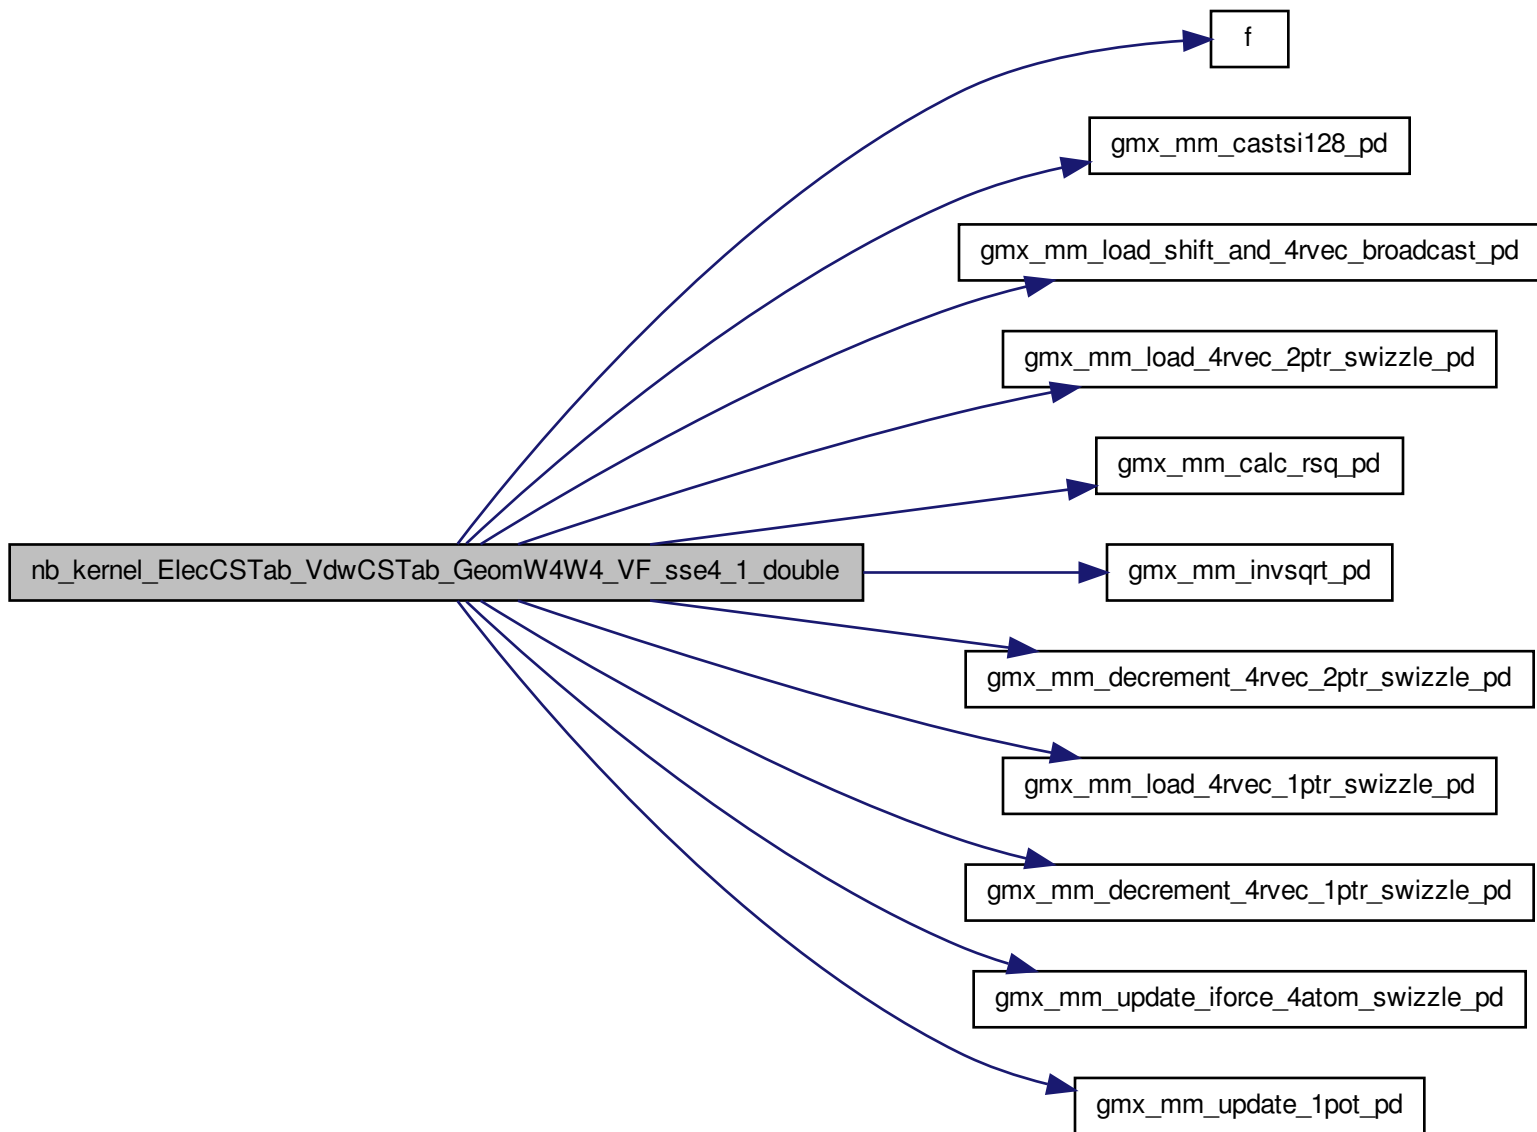 f
gmx_mm_castsi128_pd
gmx_mm_load_shift_and_4rvec_broadcast_pd
gmx_mm_load_4rvec_2ptr_swizzle_pd
gmx_mm_calc_rsq_pd
nb_kernel_ElecCSTab_VdwCSTab_GeomW4W4_VF_sse4_1_double
gmx_mm_invsqrt_pd
gmx_mm_decrement_4rvec_2ptr_swizzle_pd
gmx_mm_load_4rvec_1ptr_swizzle_pd
gmx_mm_decrement_4rvec_1ptr_swizzle_pd
gmx_mm_update_iforce_4atom_swizzle_pd
gmx_mm_update_1pot_pd